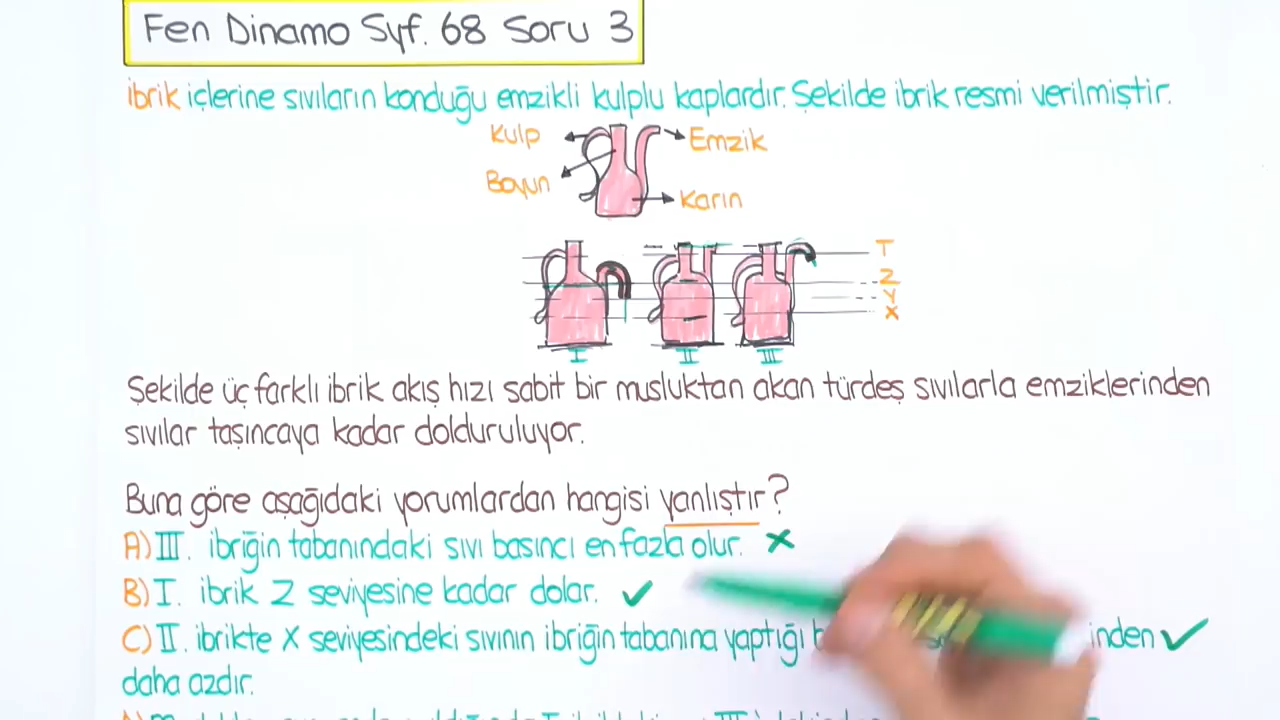 Fen Dinamo Syf. 68 Soru 3
İbrik içlerine sıvıların konduğu emzikli kulplu kaplardır. Şekilde ibrik resmi verilmiştir.
Kulp
Emzik
Boyun
Karın
T
Z
Y
X
I II III
Şekilde üç farklı ibrik akış hızı sabit bir musluktan akan türdeş sıvılarla emziklerinden
sıvılar taşıncaya kadar dolduruluyor.
Buna göre aşağıdaki yorumlardan hangisi yanlıştır?
A) III. ibriğin tabanındaki sıvı basıncı en fazla olur. ✗
B) I. ibrik Z seviyesine kadar dolar. ✓
C) II. ibrikte X seviyesindeki sıvının ibriğin tabanına yaptığı inden ✓
daha azdır.